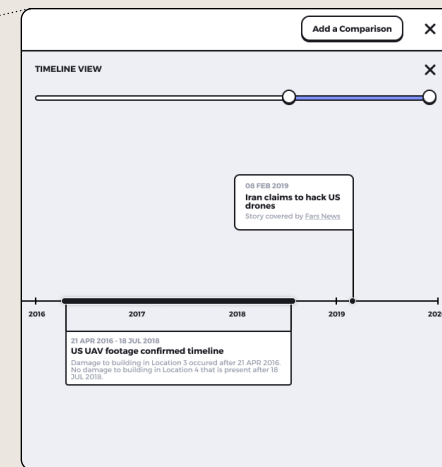 Add a Comparison
TIMELINE VIEW
08 FEB 2019
Iran claims to hack US
drones
Story covered by Fars News
2016 2017 2018 2019 202
21 APR 2016 - 18 JUL 2018
US UAV footage confirmed timeline
Damage to building in Location 3 occured after 21 APR 2016.
No damage to building in Location 4 that is present after 18
JUL 2018.